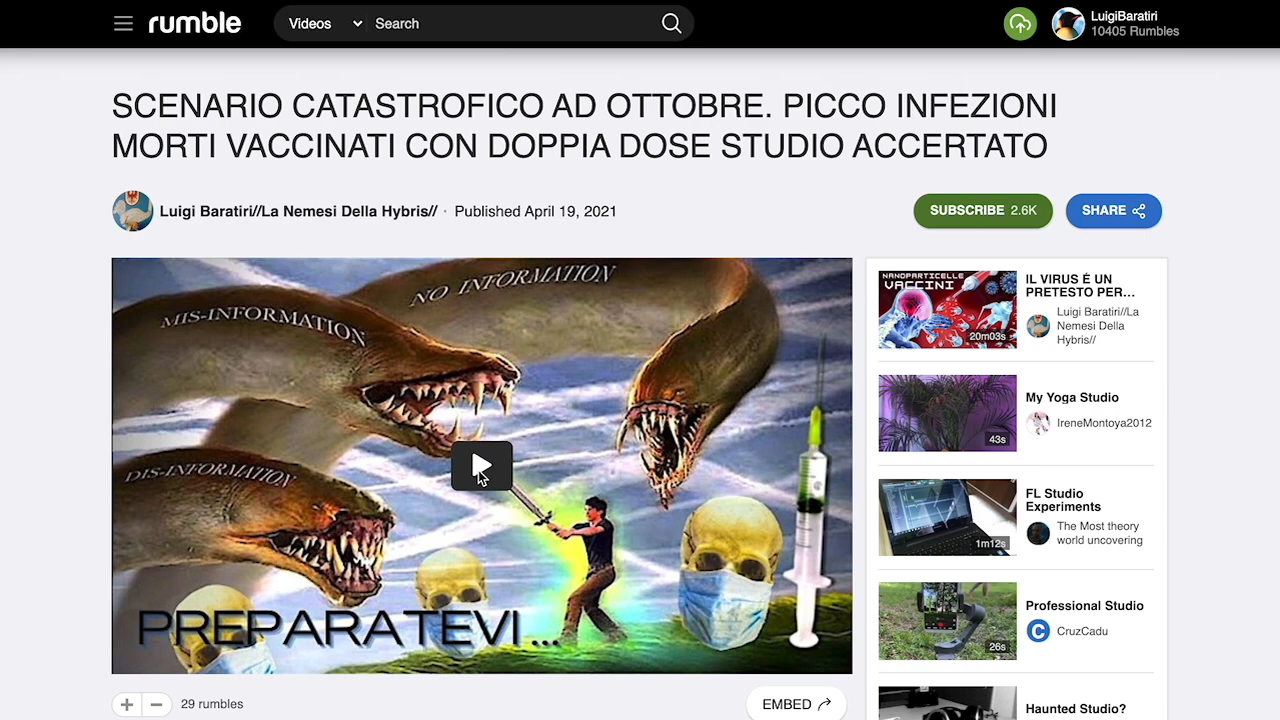 rumble
Videos
Search
LuigiBaratiri
10405 Rumbles
SCENARIO CATASTROFICO AD OTTOBRE. PICCO INFEZIONI
MORTI VACCINATI CON DOPPIA DOSE STUDIO ACCERTATO
Luigi Baratiri//La Nemesi Della Hybris// · Published April 19, 2021
SUBSCRIBE 2.6K
SHARE
NO INFORMATION
MIS-INFORMATION
DIS-INFORMATION
PREPARATEVI ...
NANOPARTICELLE
VACCINI
20m03s
IL VIRUS É UN
PRETESTO PER...
Luigi Baratiri//La
Nemesi Della
Hybris//
43s
My Yoga Studio
IreneMontoya2012
1m12s
FL Studio
Experiments
The Most theory
world uncovering
26s
Professional Studio
C
CruzCadu
Haunted Studio?
29 rumbles
EMBED